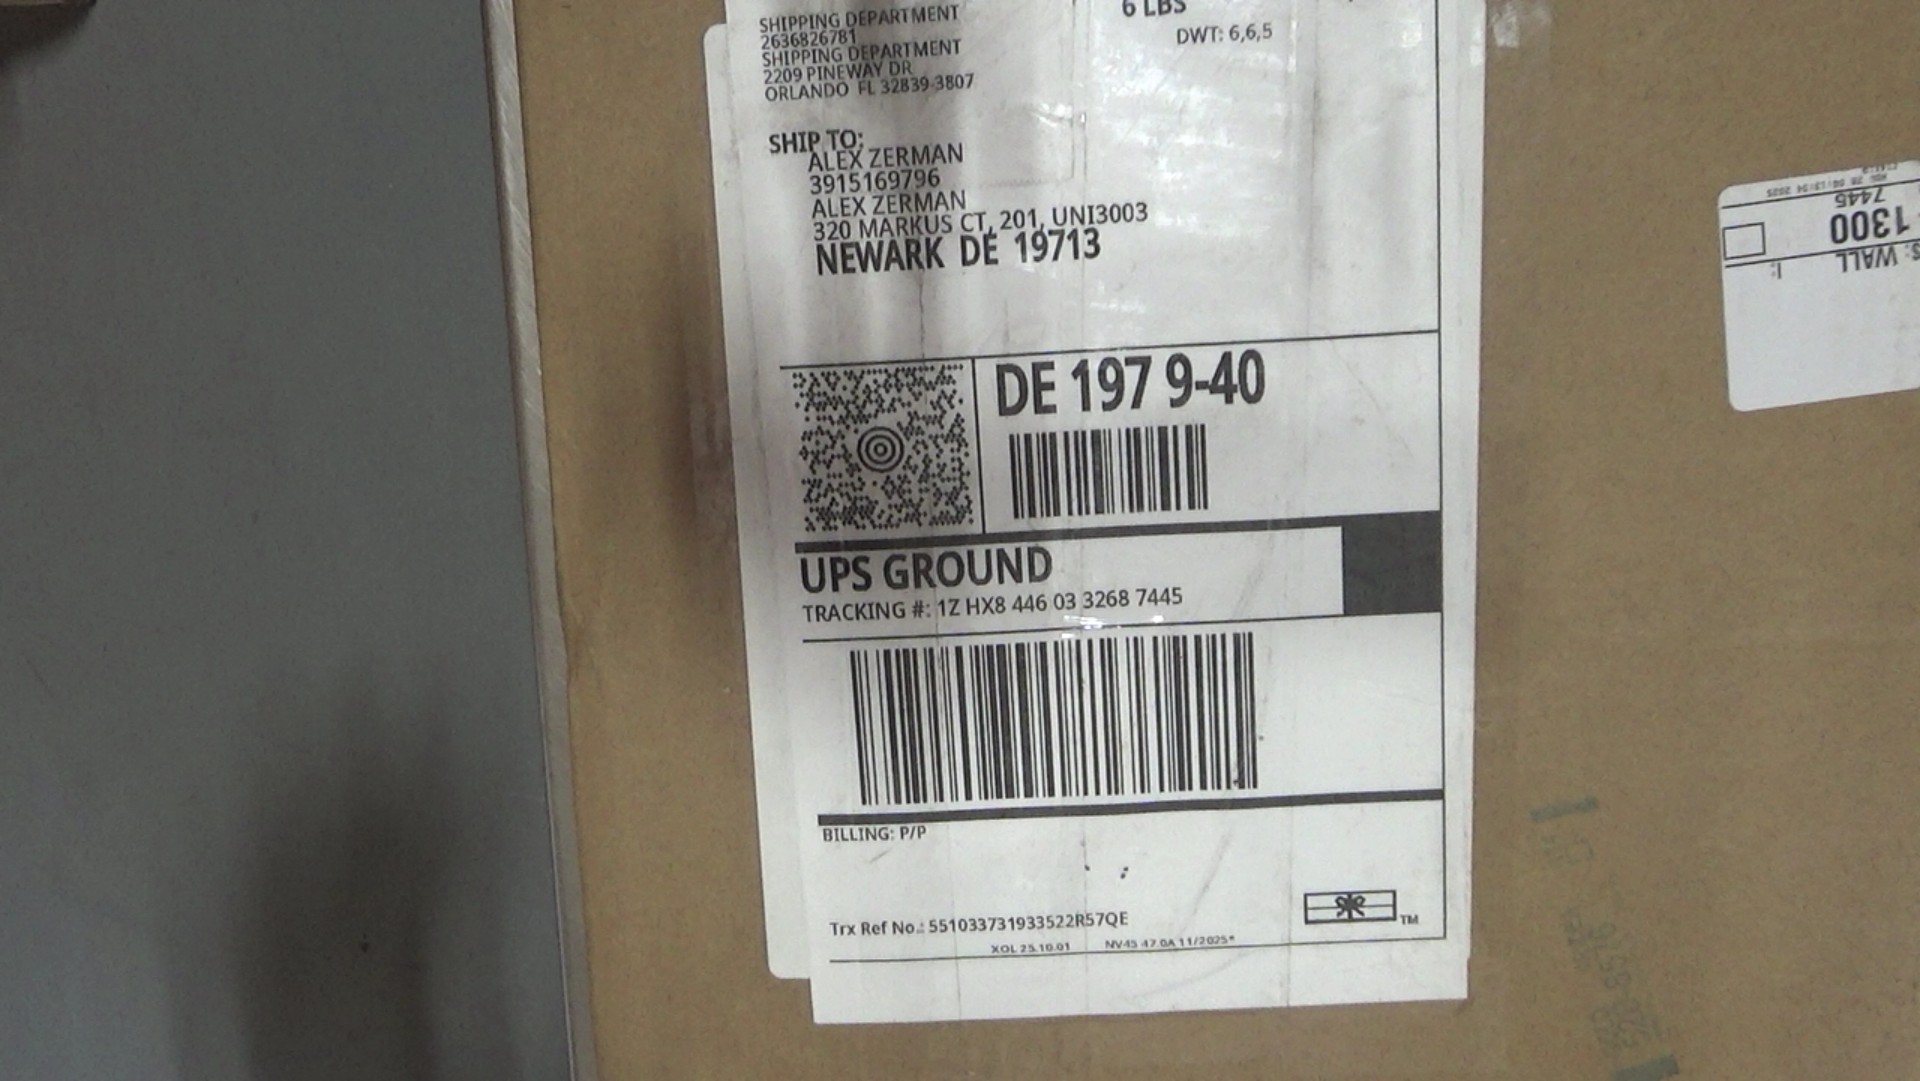 SHIPPING DEPARTMENT
2636826781
SHIPPING DEPARTMENT
2209 PINEWAY DR
ORLANDO FL 32839-3807
6 LBS
DWT: 6,6,5
SHIP TO:
ALEX ZERMAN
3915169796
ALEX ZERMAN
320 MARKUS CT, 201, UNI3003
NEWARK DE 19713
DE 197 9-40
UPS GROUND
TRACKING #: 1Z HX8 446 03 3268 7445
BILLING: P/P
Trx Ref No.: 551033731933522R57QE
TM
XOL 25.10.01 NV45 47.0A 11/2025*
S: WALL
1300
7445